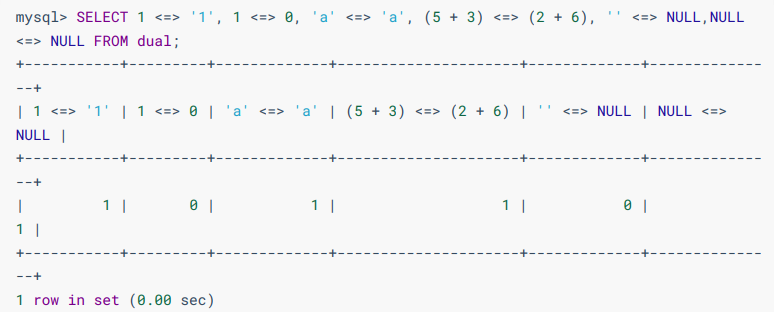 mysql> SELECT 1 <=> '1', 1 <=> 0, 'a' <=> 'a', (5 + 3) <=> (2 + 6), '' <=> NULL,NULL
<=> NULL FROM dual;
+-----------+---------+-------------+---------------------+-------------+-------------
--+
| 1 <=> '1' | 1 <=> 0 | 'a' <=> 'a' | (5 + 3) <=> (2 + 6) | '' <=> NULL | NULL <=>
NULL |
+-----------+---------+-------------+---------------------+-------------+-------------
--+
|         1 |       0 |           1 |                   1 |           0 |
1 |
+-----------+---------+-------------+---------------------+-------------+-------------
--+
1 row in set (0.00 sec)